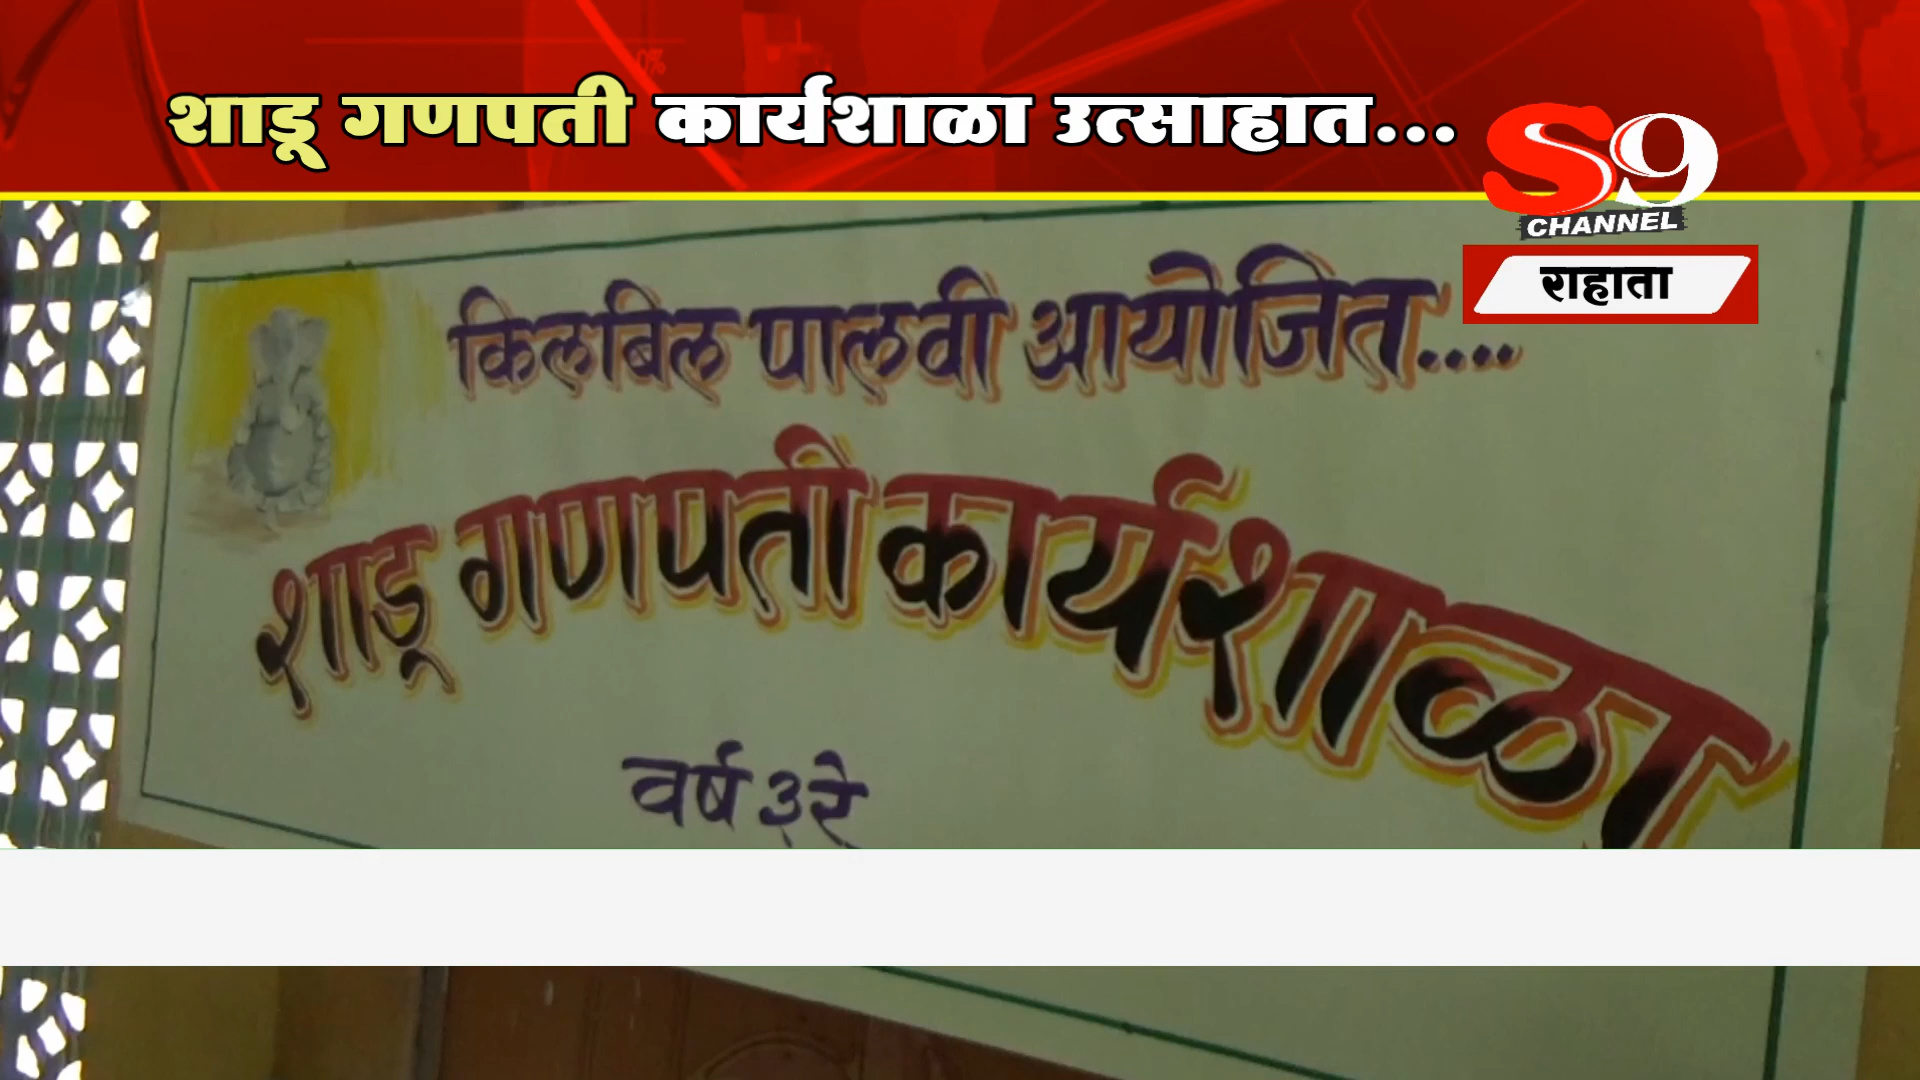 शाडू गणपती कार्यशाळा उत्साहात...
S9
CHANNEL
राहाता
किलबिल पालवी आयोजित....
शाडू गणपती कार्यशाळा
वर्ष ३रे